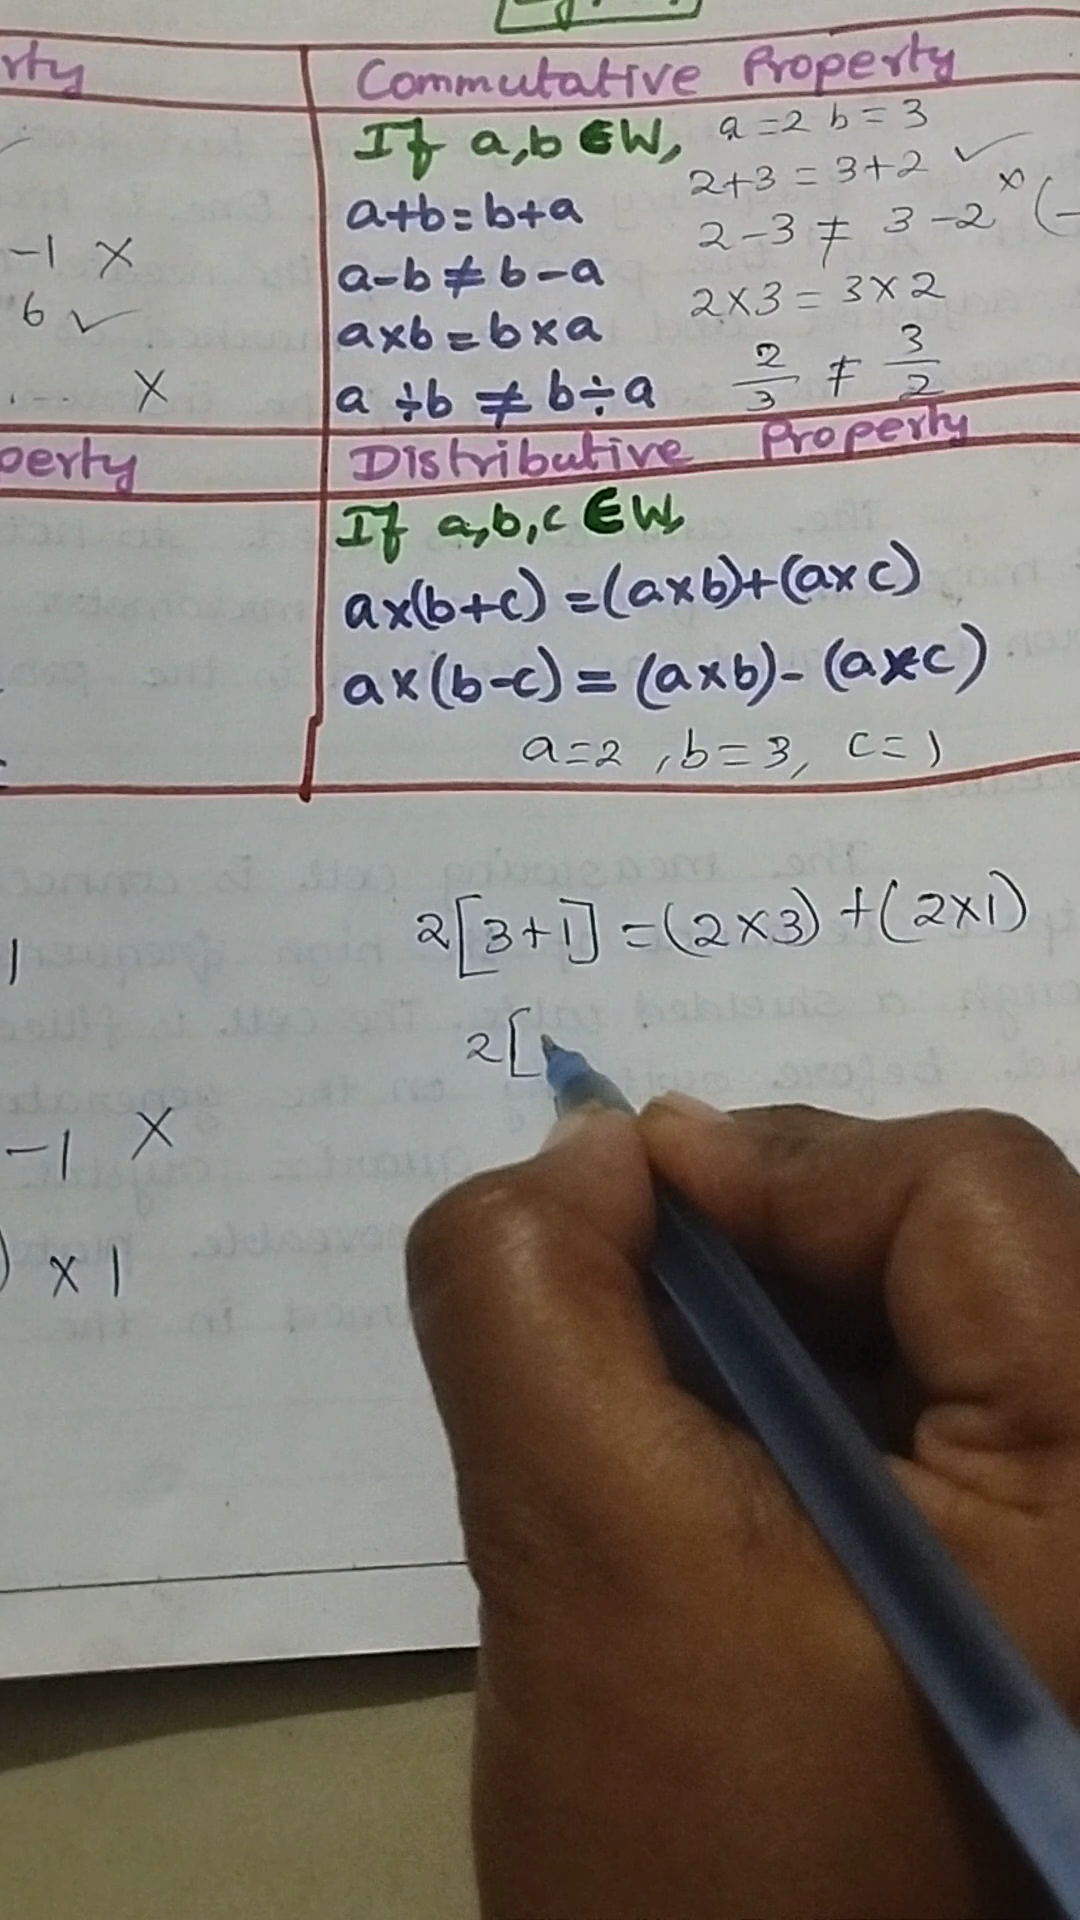 Commutative Property
If a,b ∈ W, a = 2 b = 3
a+b = b+a 2+3 = 3+2 ✓
a-b ≠ b-a 2-3 ≠ 3-2 × (-
a×b = b×a 2×3 = 3×2
a÷b ≠ b÷a 2/3 ≠ 3/2
-1 ×
6 ✓
×
perty
Distributive Property
If a,b,c ∈ W,
a×(b+c) = (a×b)+(a×c)
a×(b-c) = (a×b)-(a×c)
a=2, b=3, c=1
2[3+1] = (2×3)+(2×1)
2[
1
-1 ×
) ×1